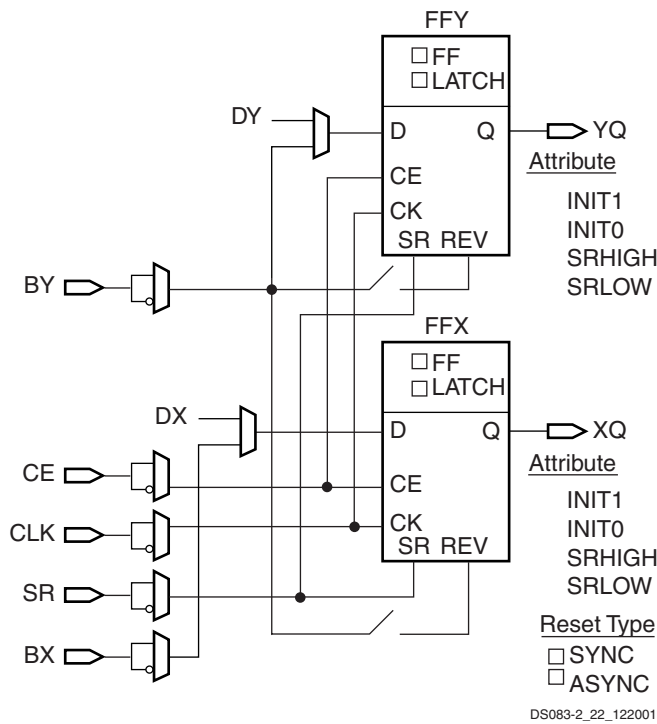 FFY
FF
LATCH
DY
D
Q
YQ
Attribute
CE
INIT1
CK
INIT0
SR REV
SRHIGH
BY
SRLOW
FFX
FF
LATCH
DX
D
Q
XQ
Attribute
CE
CE
INIT1
CLK
CK
INIT0
SR REV
SRHIGH
SR
SRLOW
Reset Type
BX
SYNC
ASYNC
DS083-2_22_122001